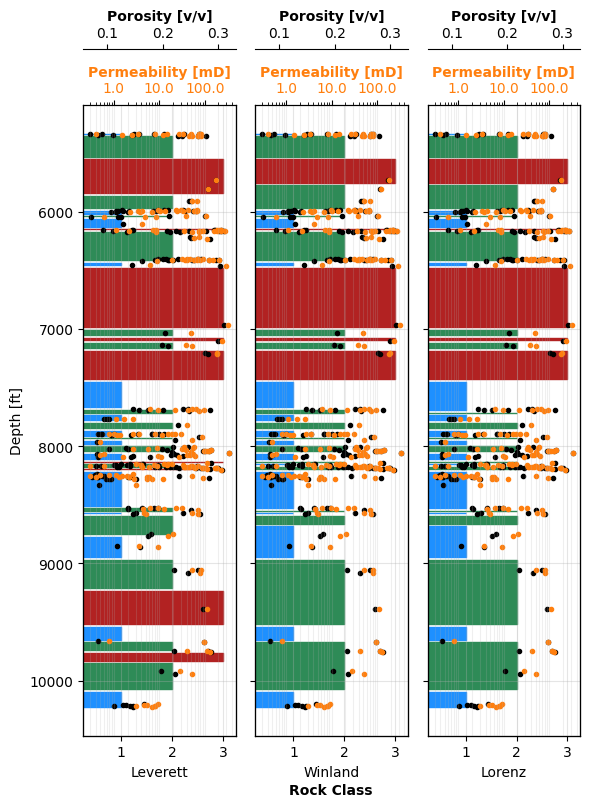 Porosity [v/v] Porosity [v/v] Porosity [v/v]
0.1 0.2 0.3 0.1 0.2 0.3 0.1 0.2 0.3
Permeability [mD] Permeability [mD] Permeability [mD]
1.0 10.0 100.0 1.0 10.0 100.0 1.0 10.0 100.0
6000
7000
Depth [ft]
8000
9000
10000
1 2 3 1 2 3 1 2 3
Leverett Winland Lorenz
Rock Class